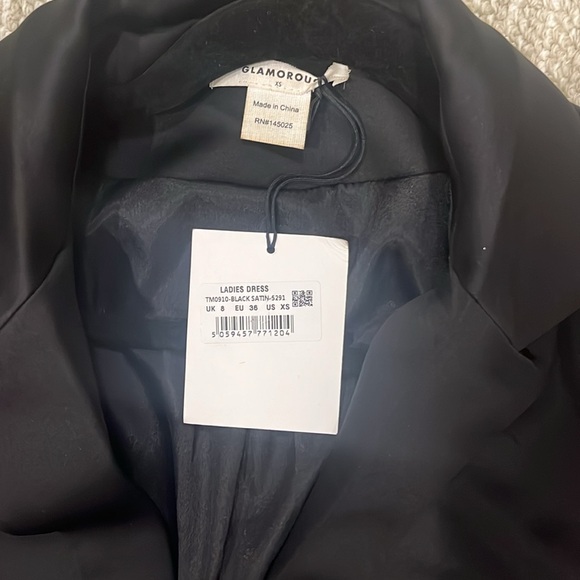 GLAMOROUS
XS
Made in China
RN#145025
LADIES DRESS
TM0910-BLACK SATIN-5291
UK 8 EU 36 US XS
5 059457 771204